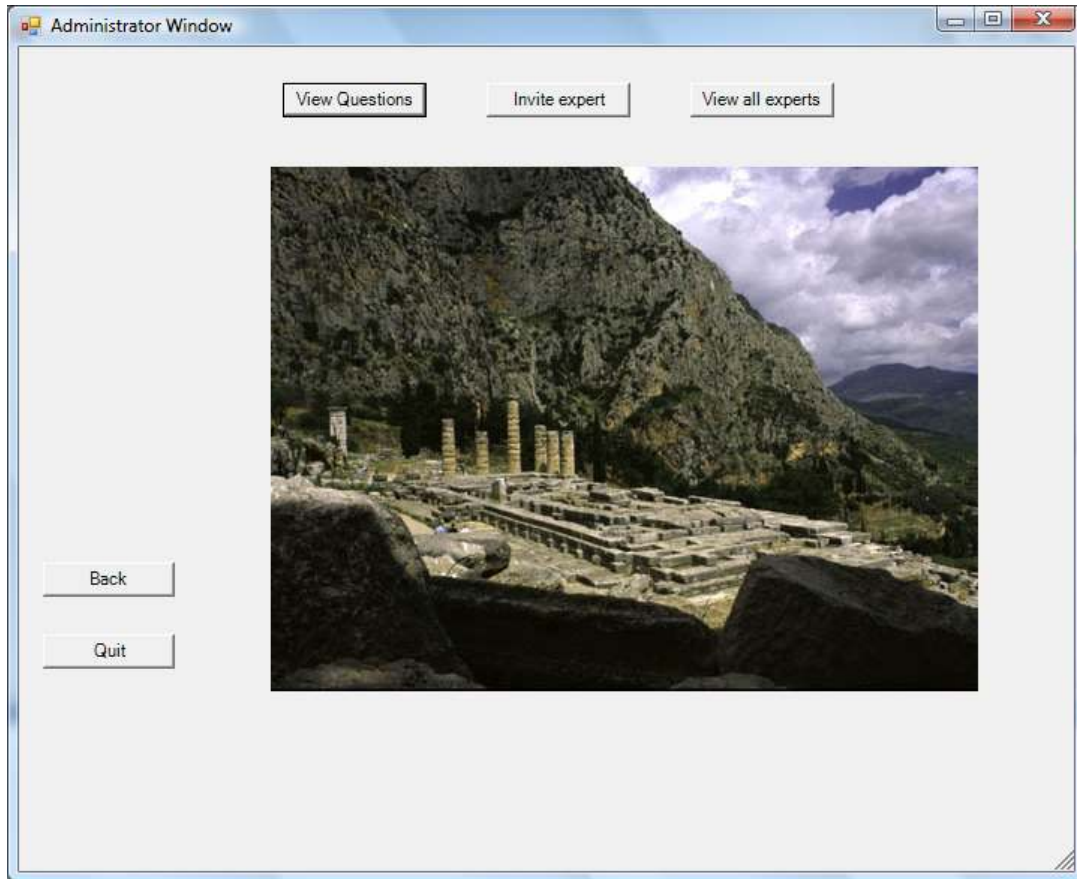 Administrator Window
View Questions Invite expert View all experts
Back
Quit